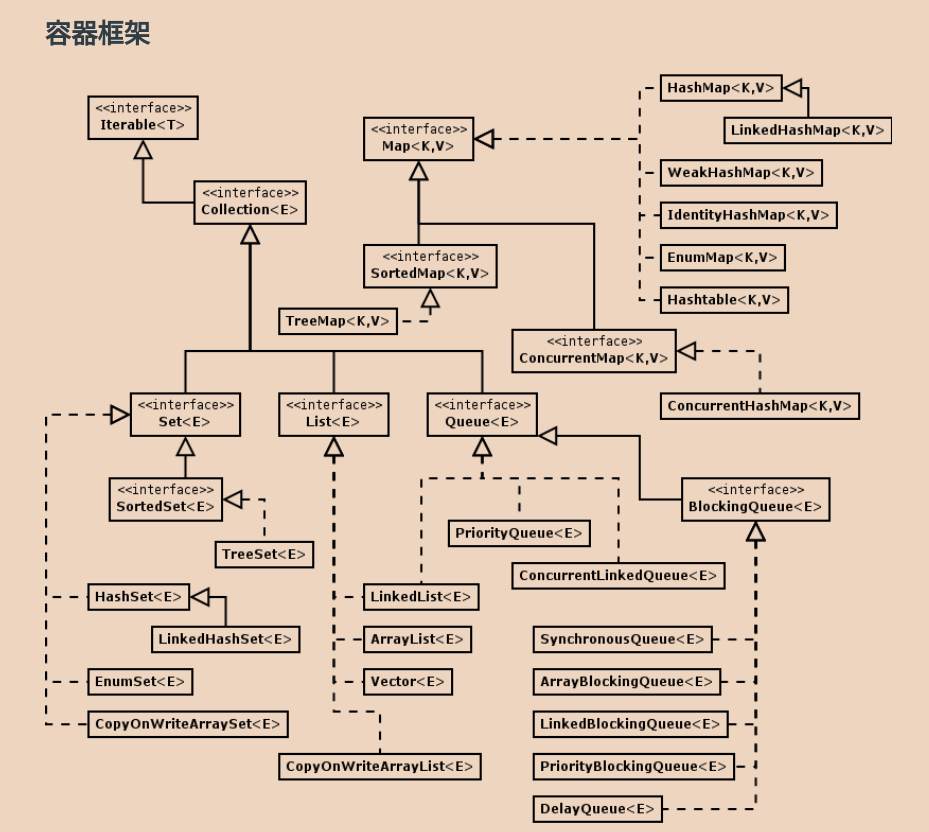 容器框架
<<interface>>
Iterable<T>
<<interface>>
Collection<E>
<<interface>>
Map<K,V>
HashMap<K,V>
LinkedHashMap<K,V>
WeakHashMap<K,V>
IdentityHashMap<K,V>
EnumMap<K,V>
Hashtable<K,V>
<<interface>>
SortedMap<K,V>
TreeMap<K,V>
<<interface>>
ConcurrentMap<K,V>
ConcurrentHashMap<K,V>
<<interface>>
Set<E>
<<interface>>
List<E>
<<interface>>
Queue<E>
<<interface>>
SortedSet<E>
TreeSet<E>
<<interface>>
BlockingQueue<E>
PriorityQueue<E>
ConcurrentLinkedQueue<E>
HashSet<E>
LinkedHashSet<E>
EnumSet<E>
CopyOnWriteArraySet<E>
LinkedList<E>
ArrayList<E>
Vector<E>
CopyOnWriteArrayList<E>
SynchronousQueue<E>
ArrayBlockingQueue<E>
LinkedBlockingQueue<E>
PriorityBlockingQueue<E>
DelayQueue<E>